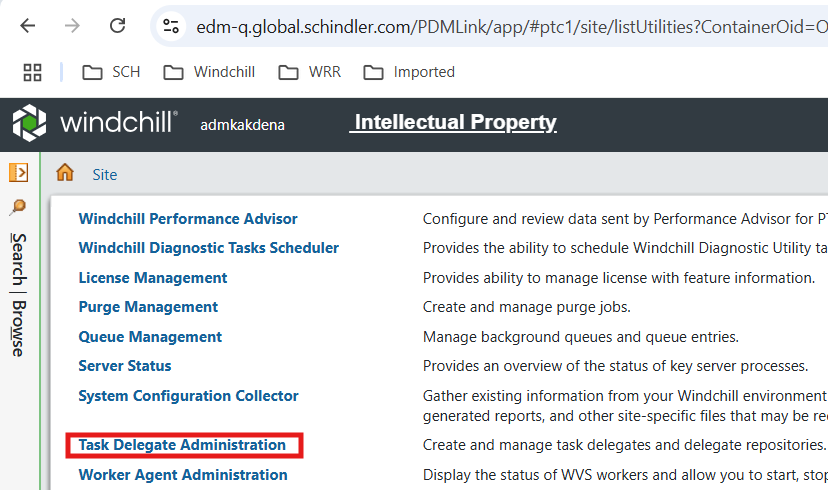 edm-q.global.schindler.com/PDMLink/app/#ptc1/site/listUtilities?ContainerOid=O
SCH Windchill WRR Imported
windchill® admkakdena Intellectual Property
Site
Search | Browse
Windchill Performance Advisor Configure and review data sent by Performance Advisor for PT
Windchill Diagnostic Tasks Scheduler Provides the ability to schedule Windchill Diagnostic Utility ta
License Management Provides ability to manage license with feature information.
Purge Management Create and manage purge jobs.
Queue Management Manage background queues and queue entries.
Server Status Provides an overview of the status of key server processes.
System Configuration Collector Gather existing information from your Windchill environment
generated reports, and other site-specific files that may be re
Task Delegate Administration Create and manage task delegates and delegate repositories.
Worker Agent Administration Display the status of WVS workers and allow you to start, stop